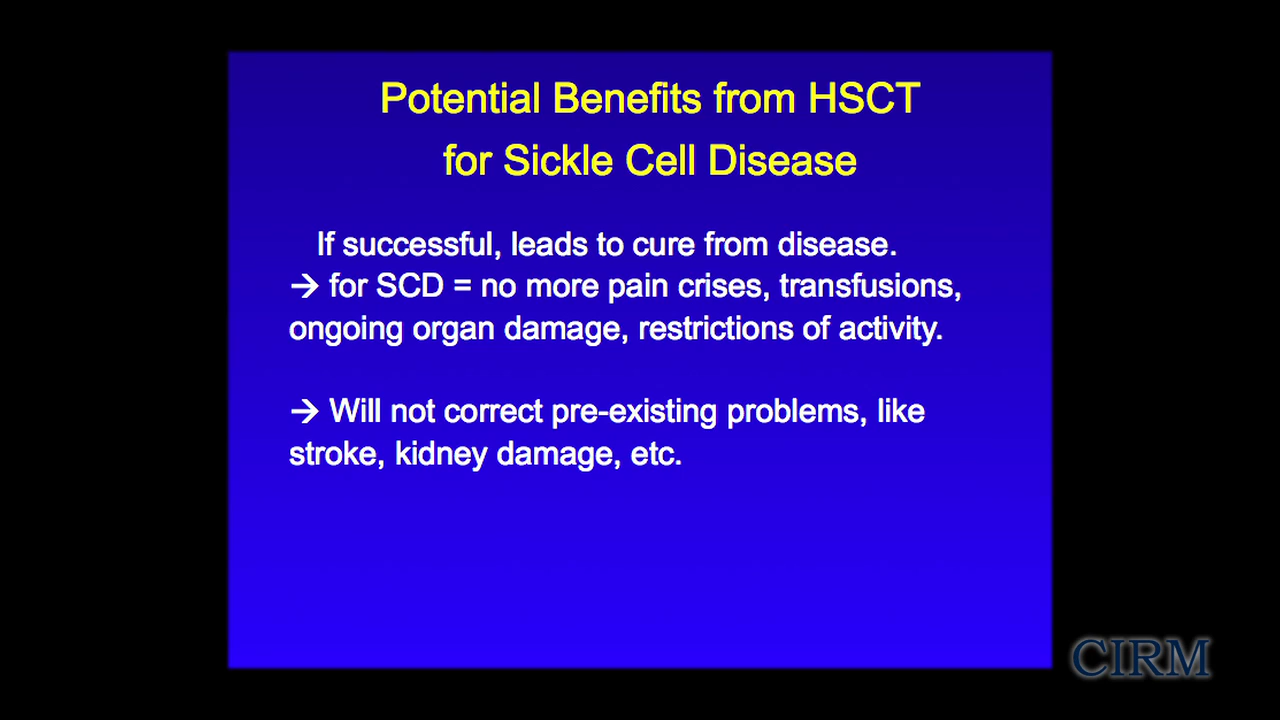 Potential Benefits from HSCT
for Sickle Cell Disease
If successful, leads to cure from disease.
→ for SCD = no more pain crises, transfusions,
ongoing organ damage, restrictions of activity.
→ Will not correct pre-existing problems, like
stroke, kidney damage, etc.
CIRM